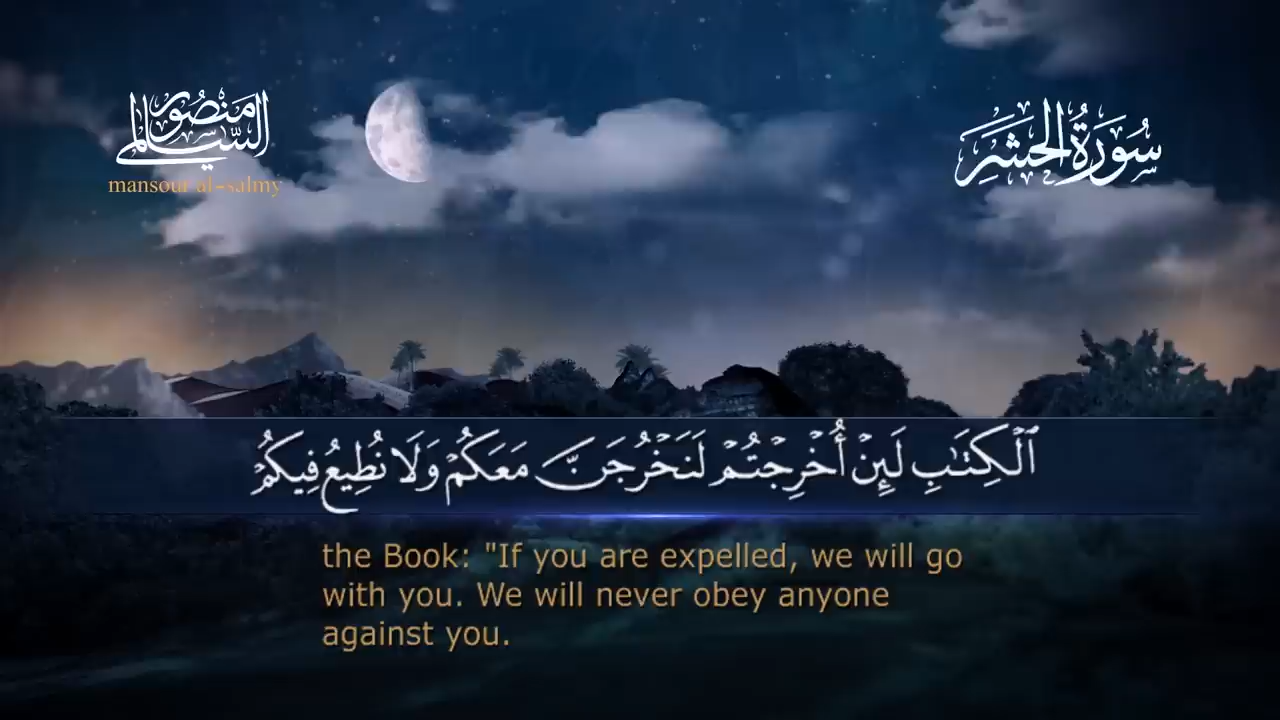 منصور السالمي
mansour al-salmy
سُورَةُ الحَشْرِ
ٱلْكِتَٰبِ لَئِنْ أُخْرِجْتُمْ لَنَخْرُجَنَّ مَعَكُمْ وَلَا نُطِيعُ فِيكُمْ
the Book: "If you are expelled, we will go
with you. We will never obey anyone
against you.